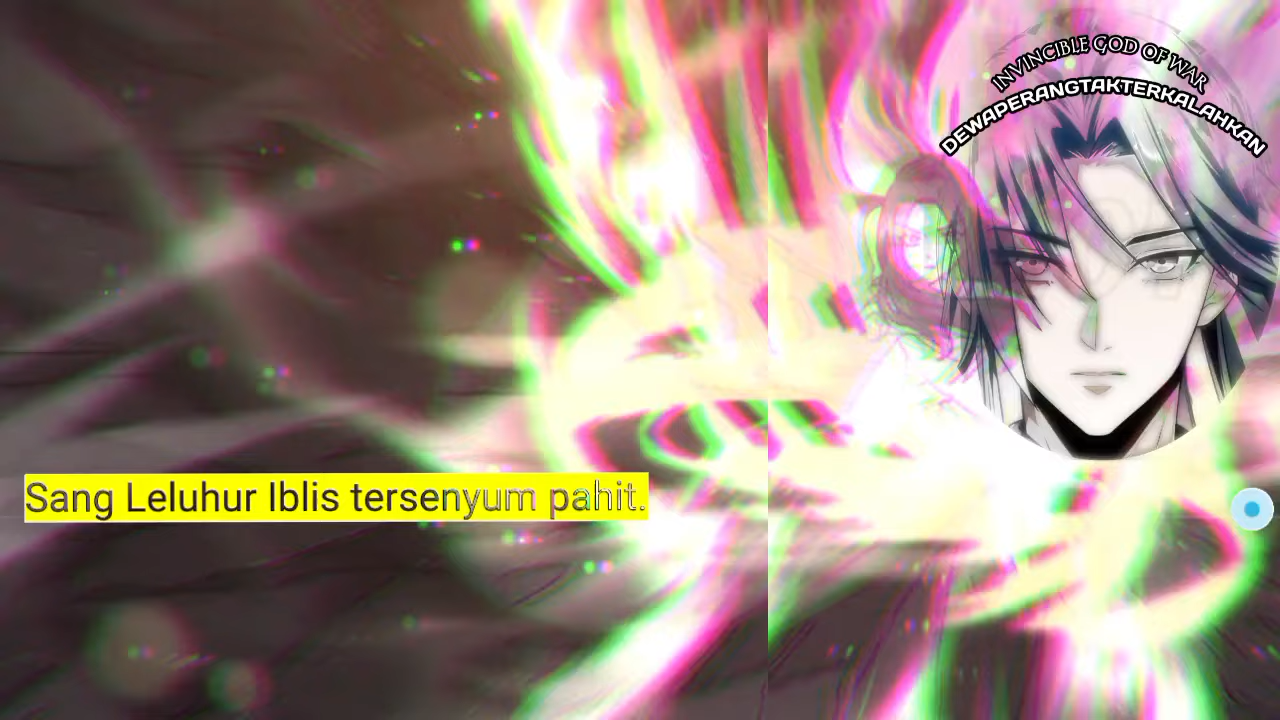 INVINCIBLE GOD OF WAR
DEWAPERANGTAKTERKALAHKAN
Sang Leluhur Iblis tersenyum pahit.